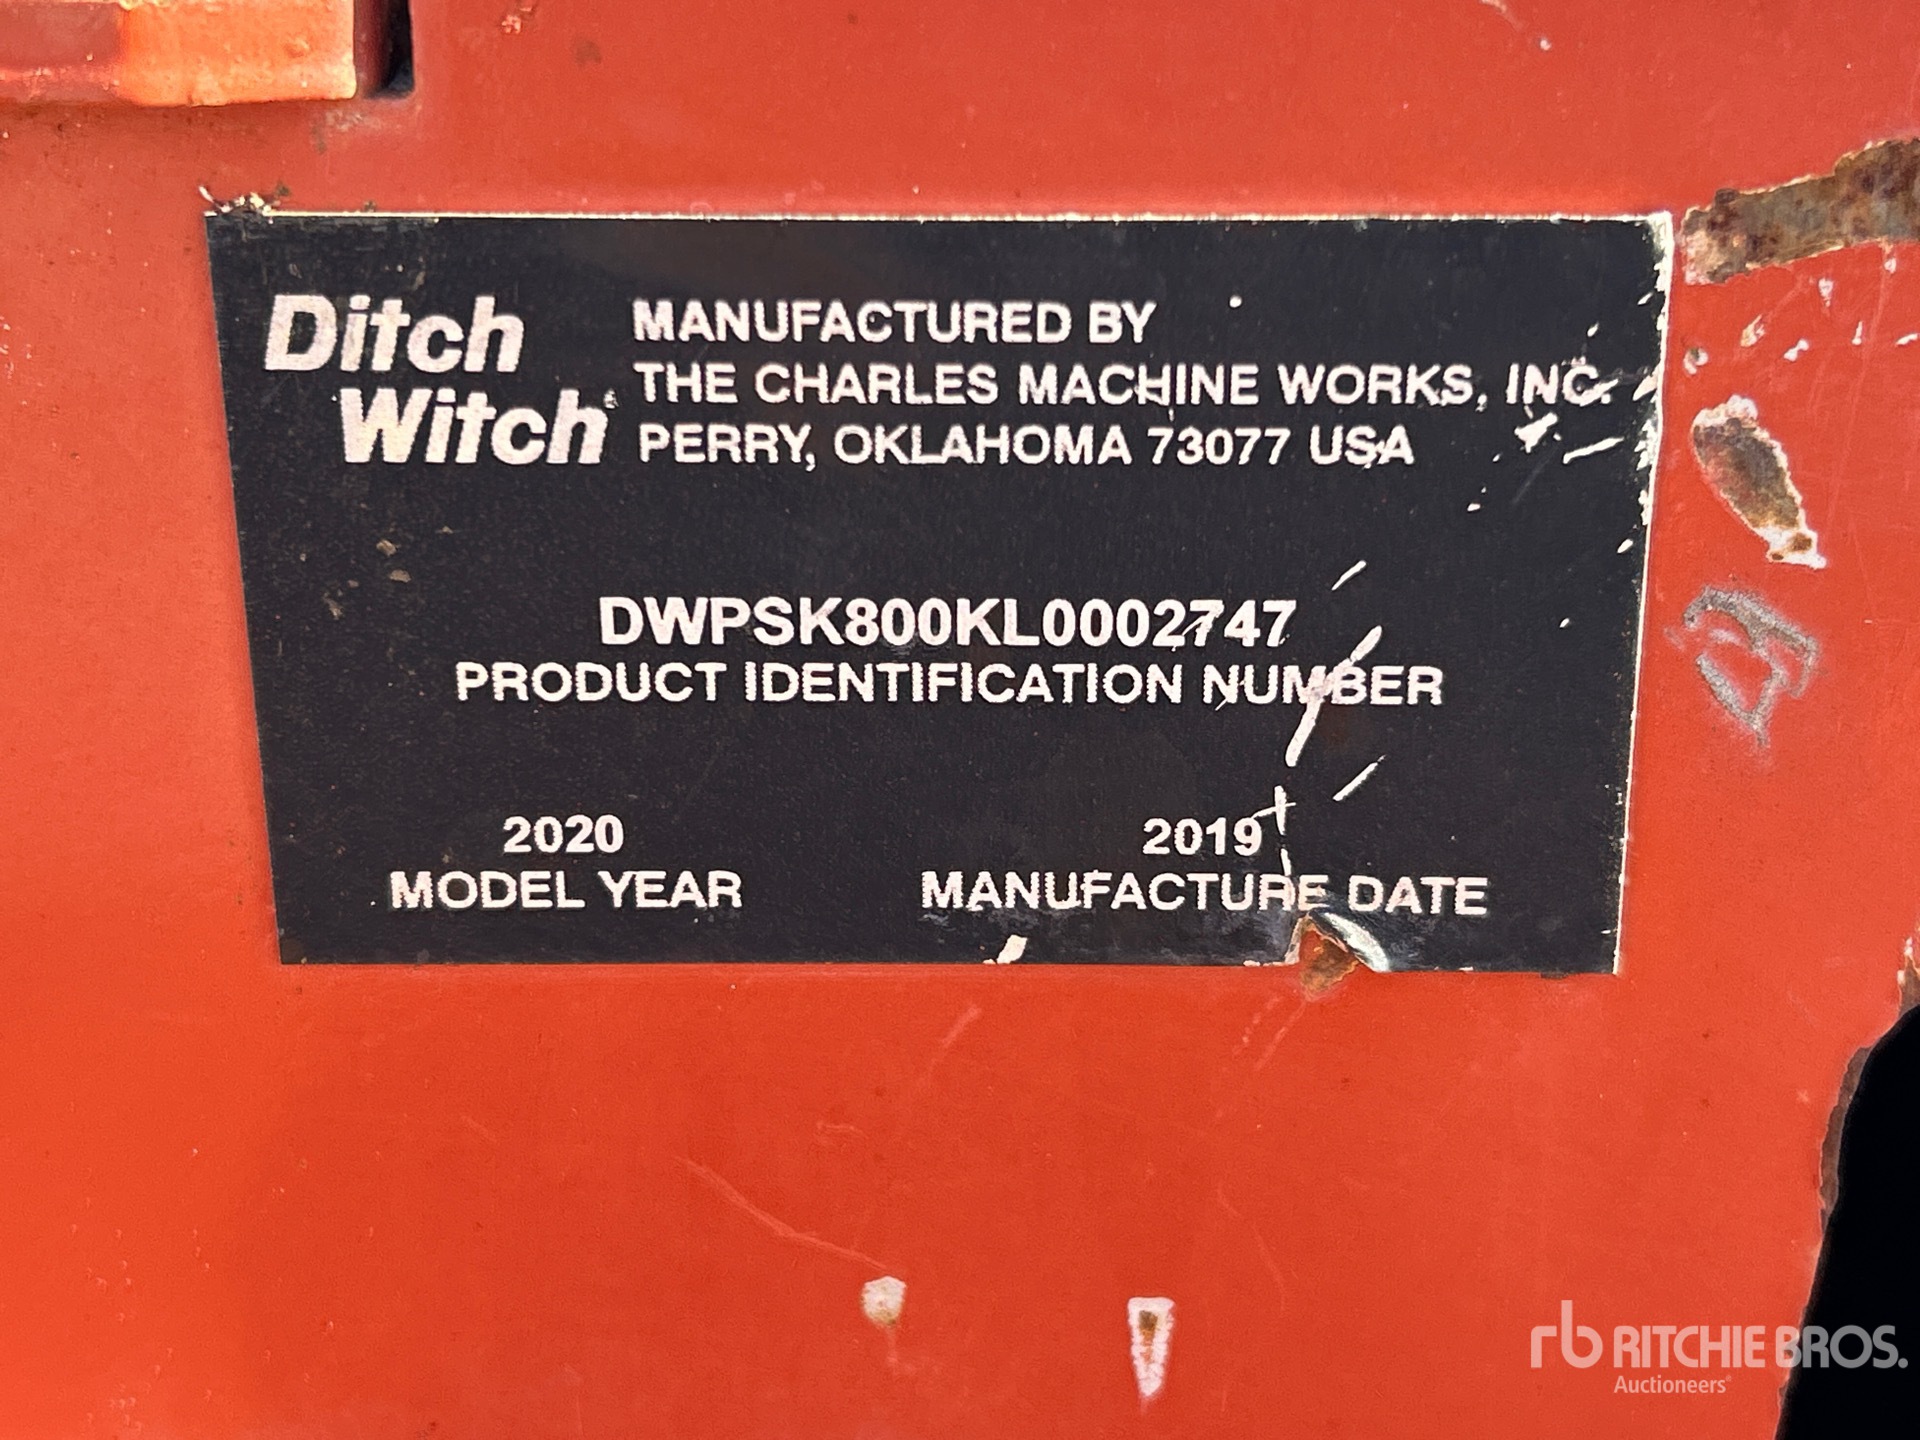 Ditch
Witch
MANUFACTURED BY
THE CHARLES MACHINE WORKS, INC.
PERRY, OKLAHOMA 73077 USA
DWPSK800KL0002747
PRODUCT IDENTIFICATION NUMBER
2020
MODEL YEAR
2019
MANUFACTURE DATE
rb RITCHIE BROS.
Auctioneers